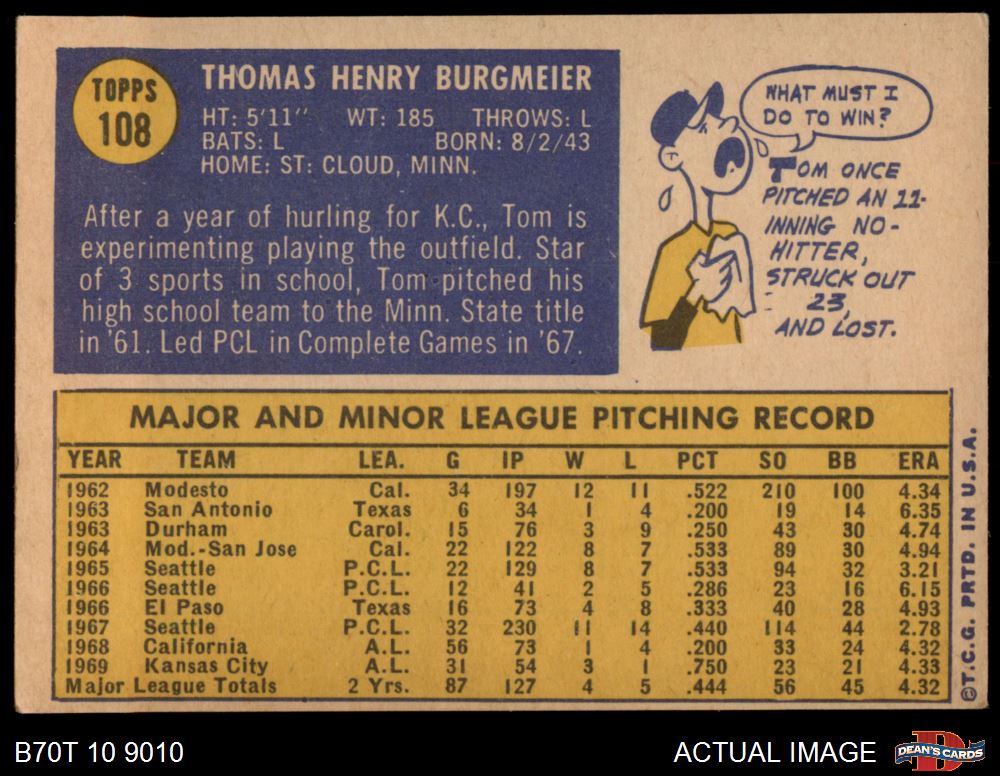 TOPPS
108
THOMAS HENRY BURGMEIER
HT: 5'11" WT: 185 THROWS: L
BATS: L BORN: 8/2/43
HOME: ST: CLOUD, MINN.
After a year of hurling for K.C., Tom is
experimenting playing the outfield. Star
of 3 sports in school, Tom pitched his
high school team to the Minn. State title
in '61. Led PCL in Complete Games in '67.
WHAT MUST I
DO TO WIN?
TOM ONCE
PITCHED AN 11-
INNING NO-
HITTER,
STRUCK OUT
23,
AND LOST.
MAJOR AND MINOR LEAGUE PITCHING RECORD
YEAR TEAM LEA. G IP W L PCT SO BB ERA
1962 Modesto Cal. 34 197 12 11 .522 210 100 4.34
1963 San Antonio Texas 6 34 1 4 .200 19 14 6.35
1963 Durham Carol. 15 76 3 9 .250 43 30 4.74
1964 Mod.-San Jose Cal. 22 122 8 7 .533 89 30 4.94
1965 Seattle P.C.L. 22 129 8 7 .533 94 32 3.21
1966 Seattle P.C.L. 12 41 2 5 .286 23 16 6.15
1966 El Paso Texas 16 73 4 8 .333 40 28 4.93
1967 Seattle P.C.L. 32 230 11 14 .440 114 44 2.78
1968 California A.L. 56 73 1 4 .200 33 24 4.32
1969 Kansas City A.L. 31 54 3 1 .750 23 21 4.33
Major League Totals 2 Yrs. 87 127 4 5 .444 56 45 4.32
©T.C.G. PRTD. IN U.S.A.
B70T 10 9010
ACTUAL IMAGE
DEAN'S CARDS